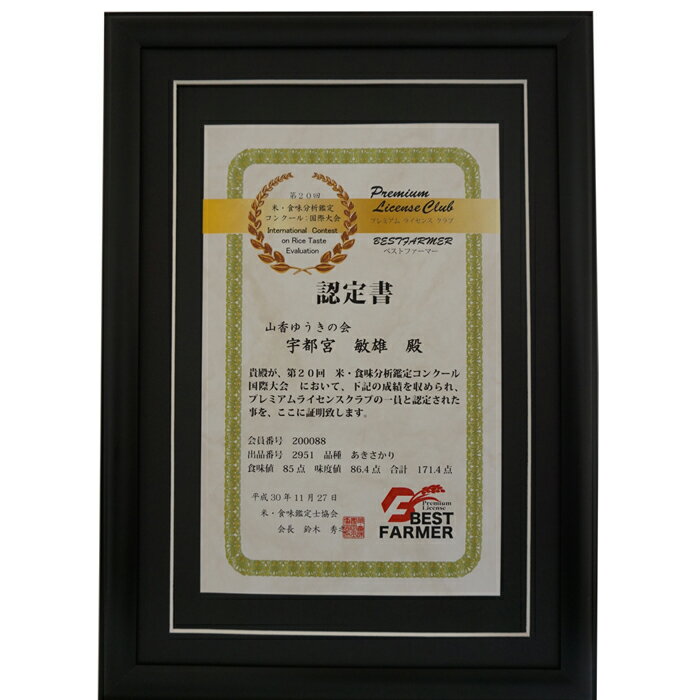 第20回
米・食味分析鑑定
コンクール:国際大会
International Contest
on Rice Taste
Evaluation
Premium
License Club
プレミアム ライセンス クラブ
BESTFARMER
ベストファーマー
認定書
山香ゆうきの会
宇都宮 敏雄 殿
貴殿が、第20回 米・食味分析鑑定コンクール
国際大会 において、下記の成績を収められ、
プレミアムライセンスクラブの一員と認定された
事を、ここに証明致します。
会員番号 200088
出品番号 2951 品種 あきさかり
食味値 85点 味度値 86.4点 合計 171.4点
平成30年11月27日
米・食味鑑定士協会
会長 鈴木 秀
Premium
License
BEST
FARMER